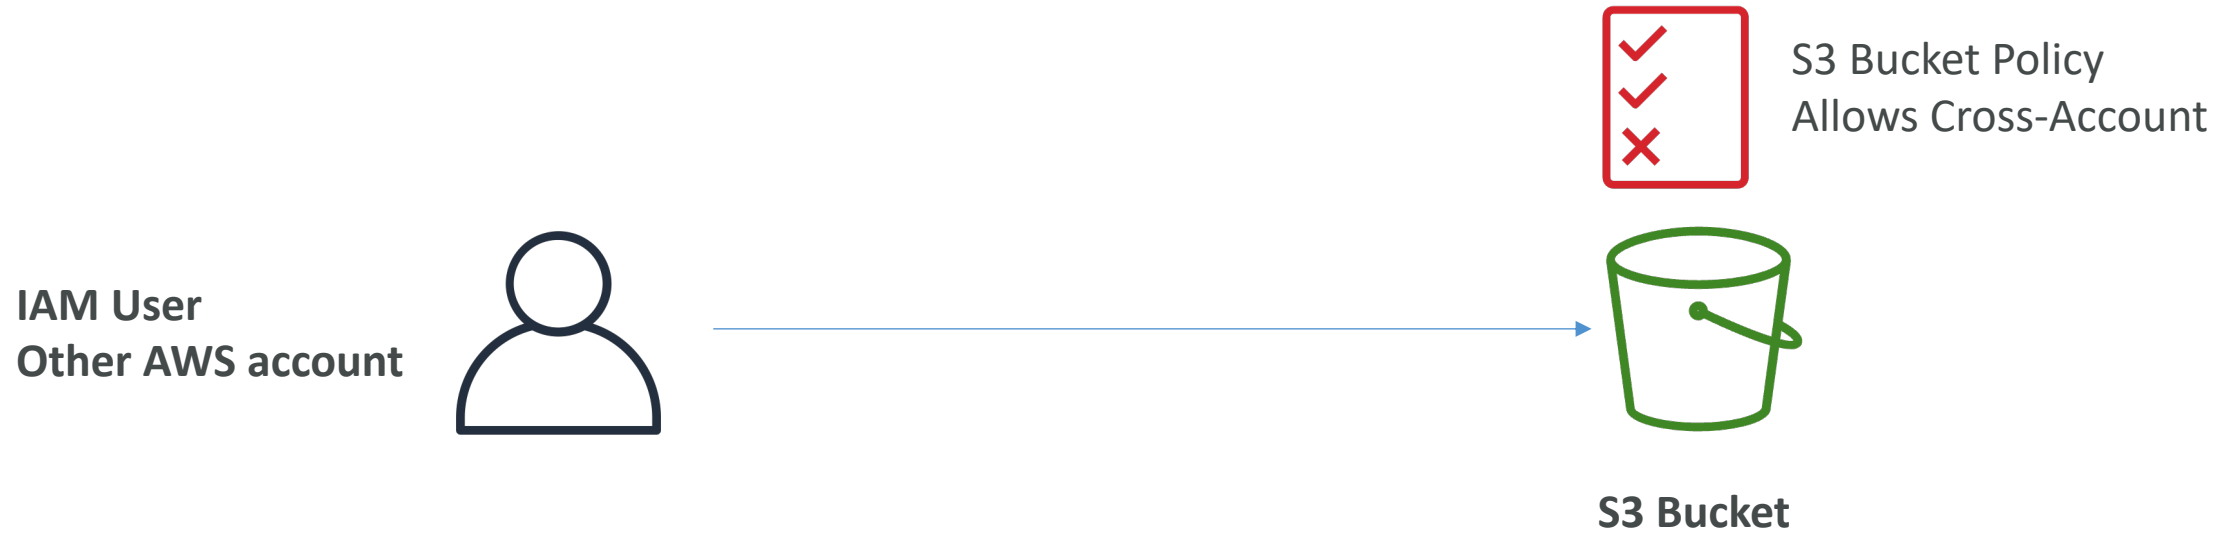 S3 Bucket Policy
Allows Cross-Account
IAM User
Other AWS account
S3 Bucket